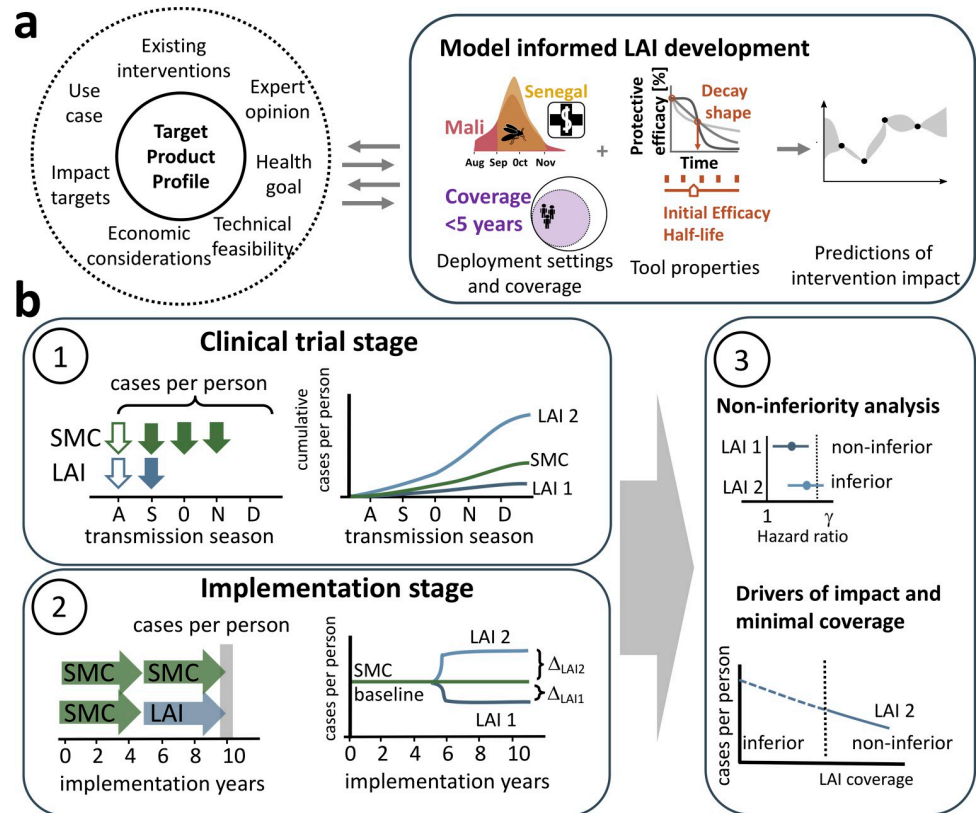 a
Existing
interventions
Use
case
Expert
opinion
Target
Product
Profile
Impact
targets
Health
goal
Economic
considerations
Technical
feasibility
Model informed LAI development
Senegal
Mali
Aug Sep Oct Nov
Coverage
<5 years
Deployment settings
and coverage
+
Protective
efficacy [%]
Decay
shape
Time
Initial Efficacy
Half-life
Tool properties
Predictions of
intervention impact
b
1
Clinical trial stage
cases per person
SMC
LAI
A S 0 N D
transmission season
cumulative
cases per person
LAI 2
SMC
LAI 1
A S 0 N D
transmission season
2
Implementation stage
cases per person
SMC SMC
SMC LAI
0 2 4 6 8 10
implementation years
cases per person
LAI 2
SMC
baseline
ΔLAI2
ΔLAI1
LAI 1
0 2 4 6 8 10
implementation years
3
Non-inferiority analysis
LAI 1 non-inferior
LAI 2 inferior
1 γ
Hazard ratio
Drivers of impact and
minimal coverage
cases per person
LAI 2
inferior non-inferior
LAI coverage